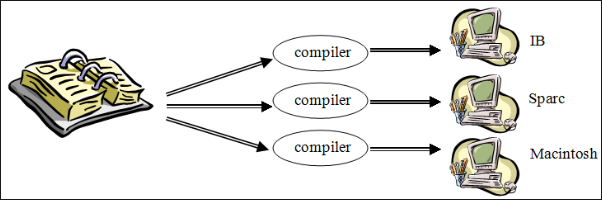 compiler
IB
compiler
Sparc
compiler
Macintosh